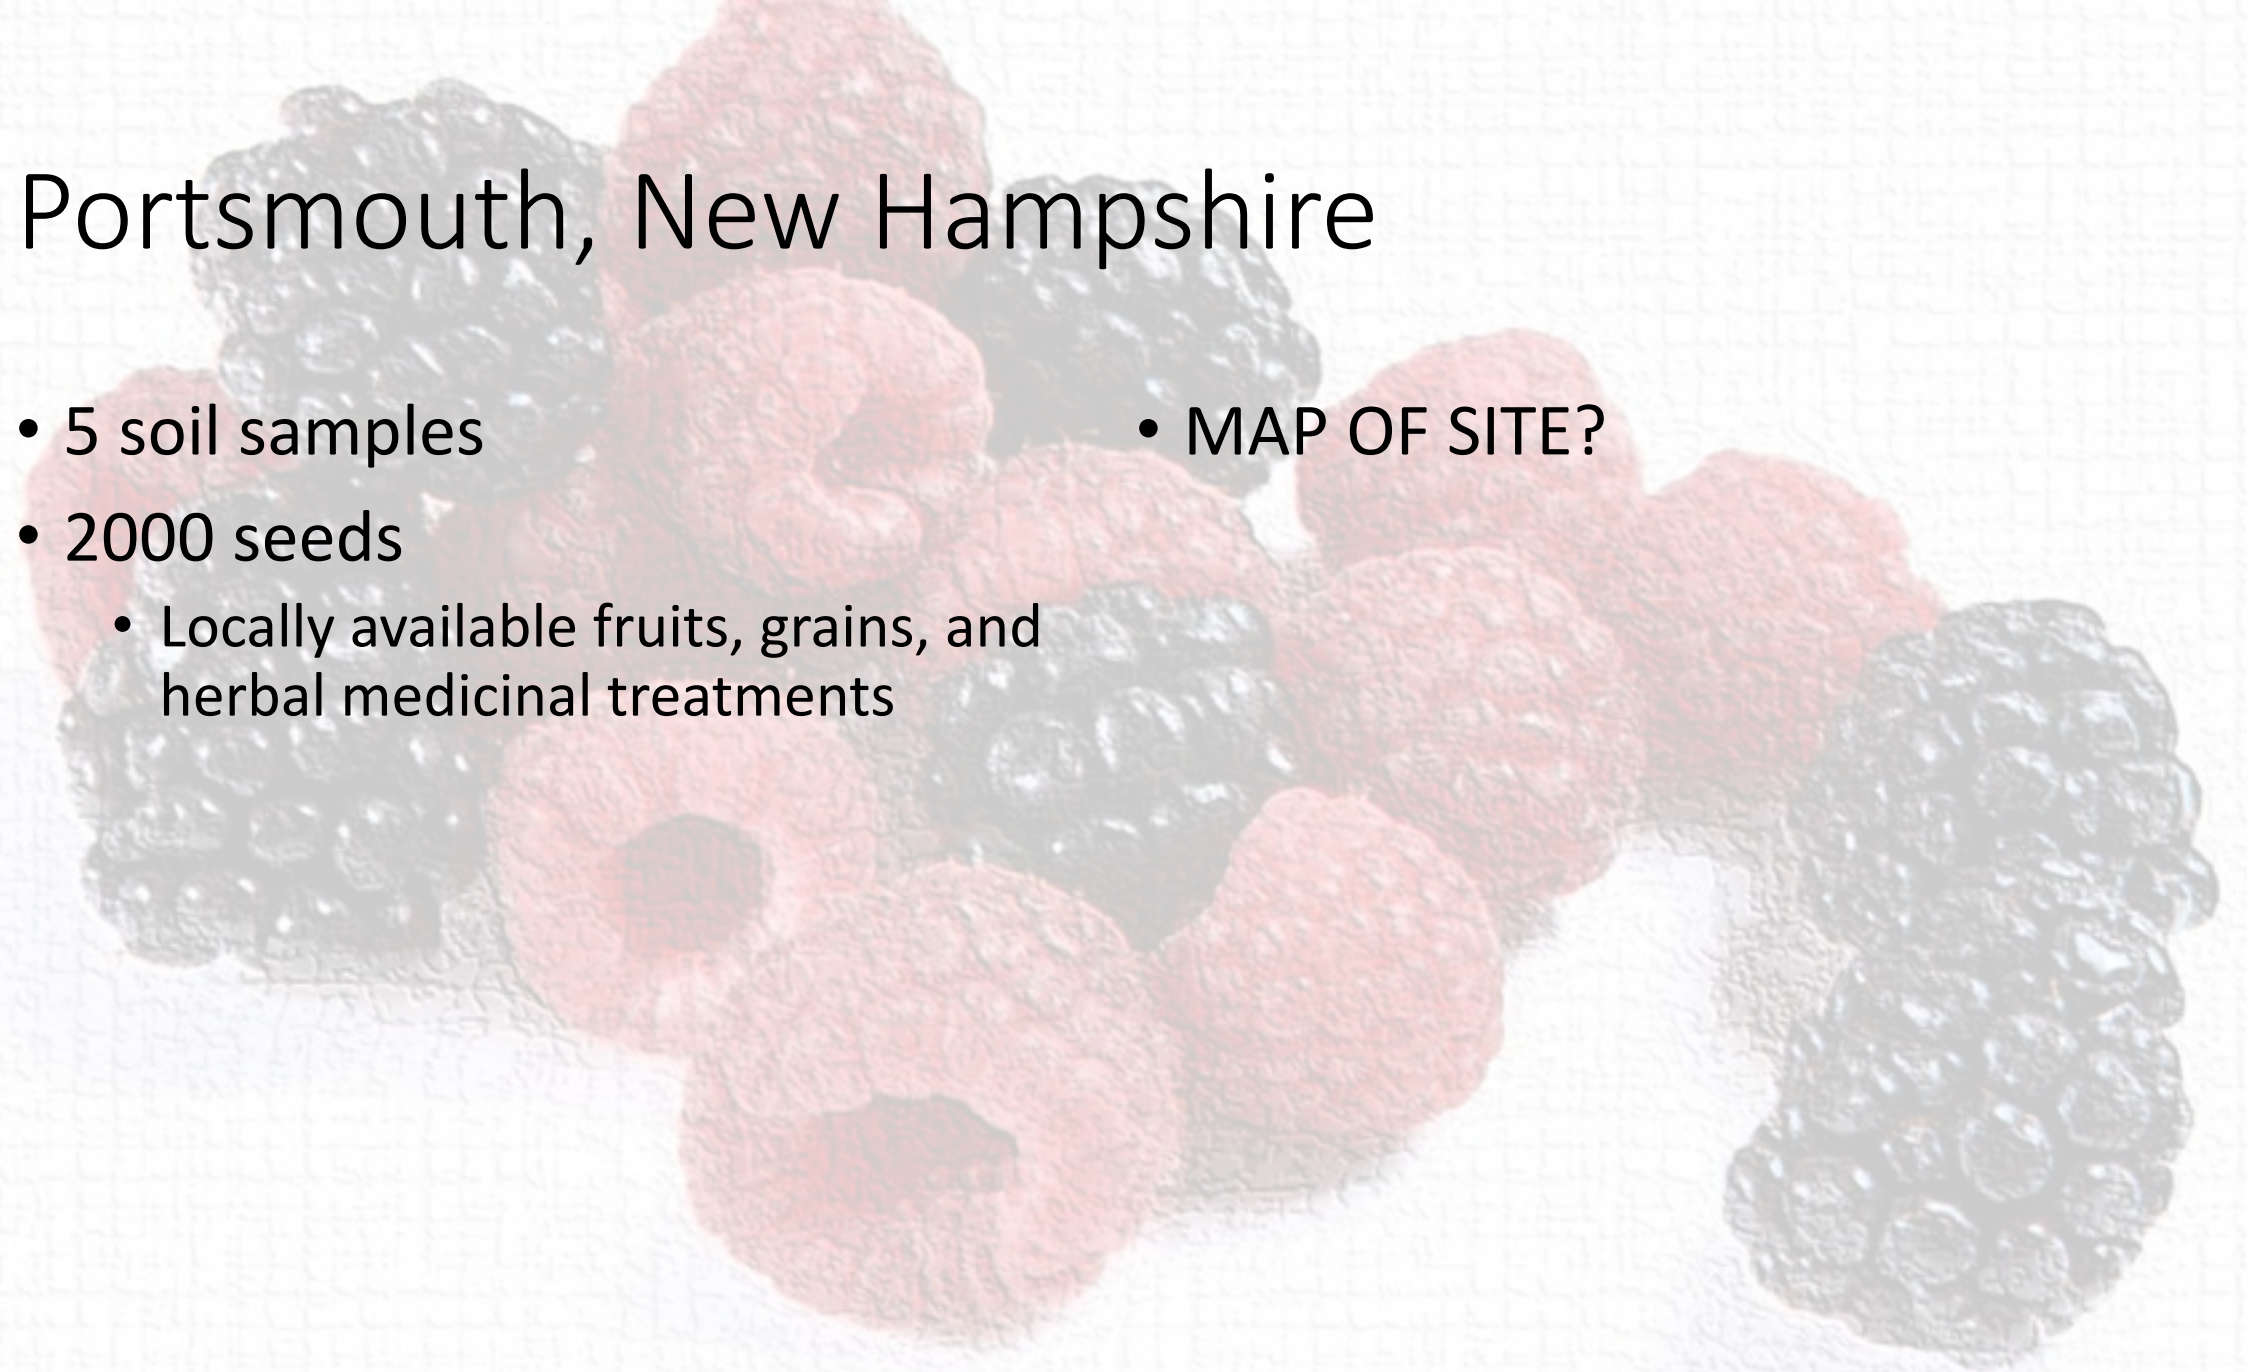 Portsmouth, New Hampshire
• 5 soil samples
• 2000 seeds
• Locally available fruits, grains, and
herbal medicinal treatments
• MAP OF SITE?